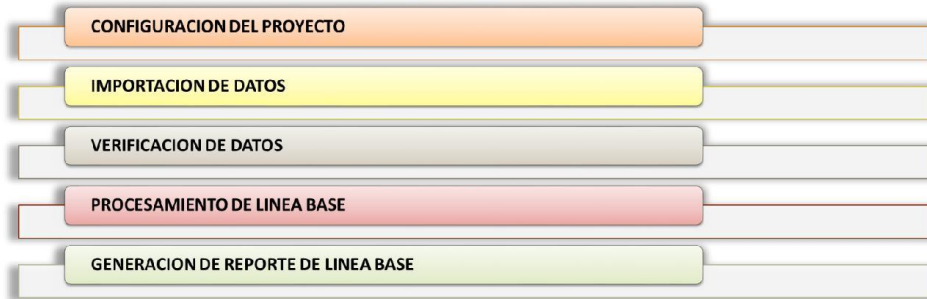 CONFIGURACION DEL PROYECTO
IMPORTACION DE DATOS
VERIFICACION DE DATOS
PROCESAMIENTO DE LINEA BASE
GENERACION DE REPORTE DE LINEA BASE